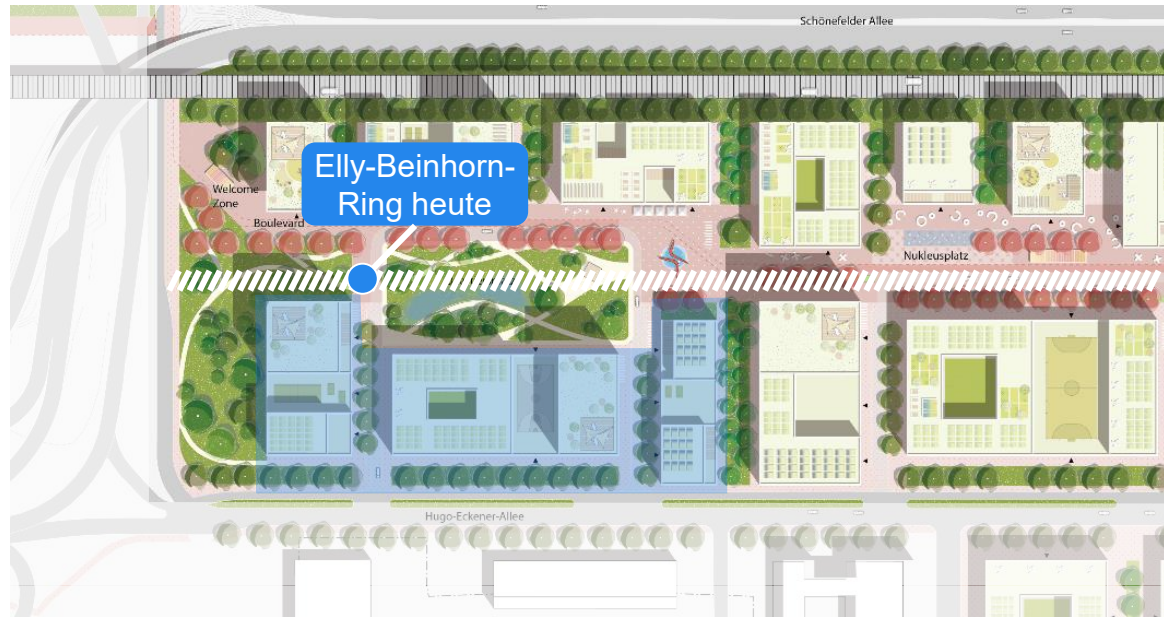 Schönefelder Allee
Elly-Beinhorn-
Ring heute
Welcome
Zone
Boulevard
Nukleusplatz
Hugo-Eckener-Allee